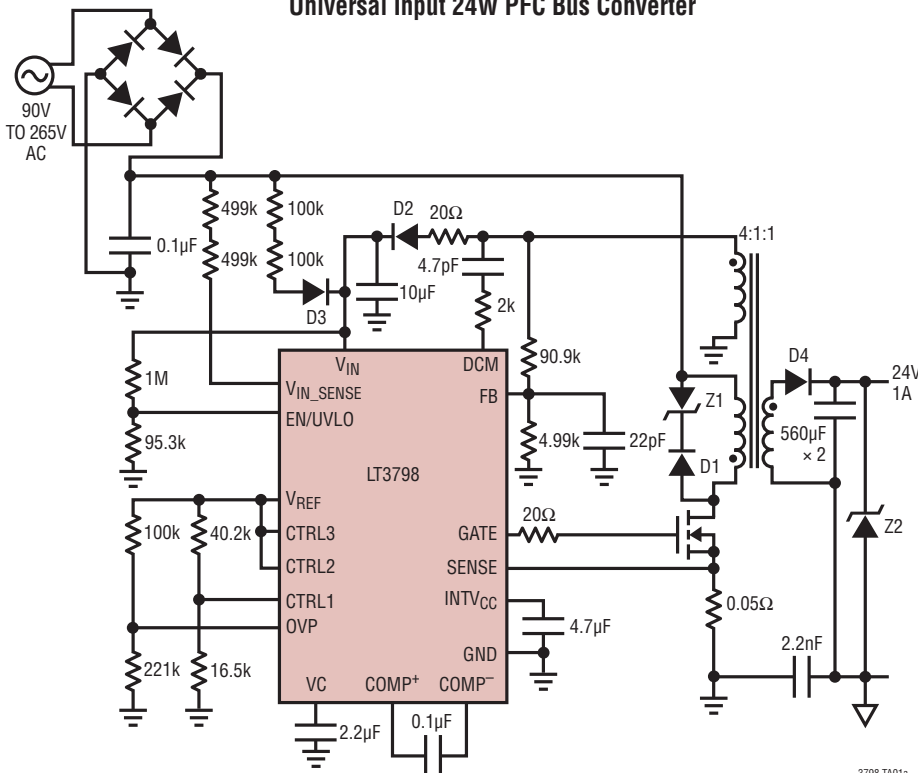 Universal Input 24W PFC Bus Converter
90V
TO 265V
AC
0.1µF
499k
499k
100k
100k
D3
D2
20Ω
10µF
4.7pF
2k
4:1:1
90.9k
4.99k
22pF
Z1
D1
D4
24V
1A
560µF
× 2
Z2
1M
95.3k
VIN
DCM
VIN_SENSE
FB
EN/UVLO
LT3798
VREF
CTRL3
CTRL2
CTRL1
OVP
GATE
SENSE
INTVCC
GND
VC
COMP+
COMP–
100k
40.2k
221k
16.5k
20Ω
0.05Ω
4.7µF
2.2nF
2.2µF
0.1µF
3798 TA01a